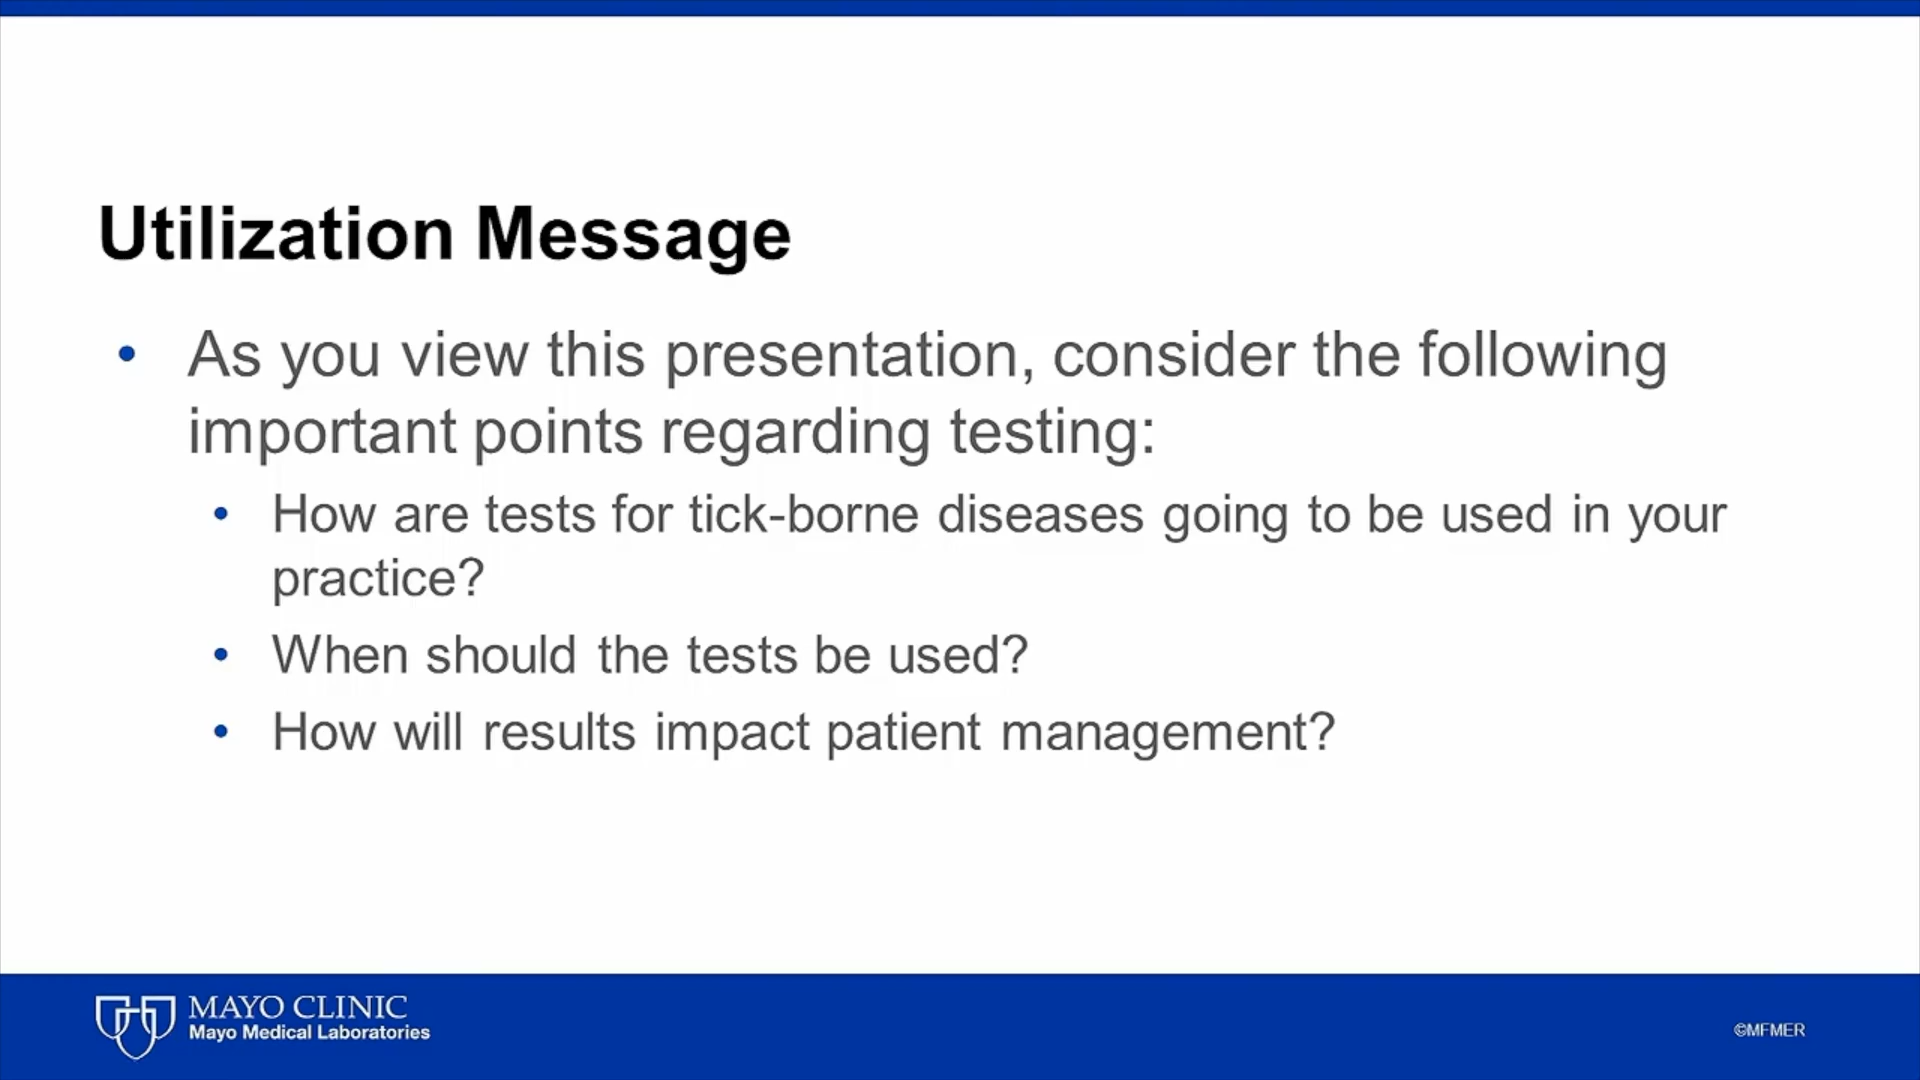 Utilization Message
• As you view this presentation, consider the following
important points regarding testing:
• How are tests for tick-borne diseases going to be used in your
practice?
• When should the tests be used?
• How will results impact patient management?
MAYO CLINIC
Mayo Medical Laboratories
©MFMER